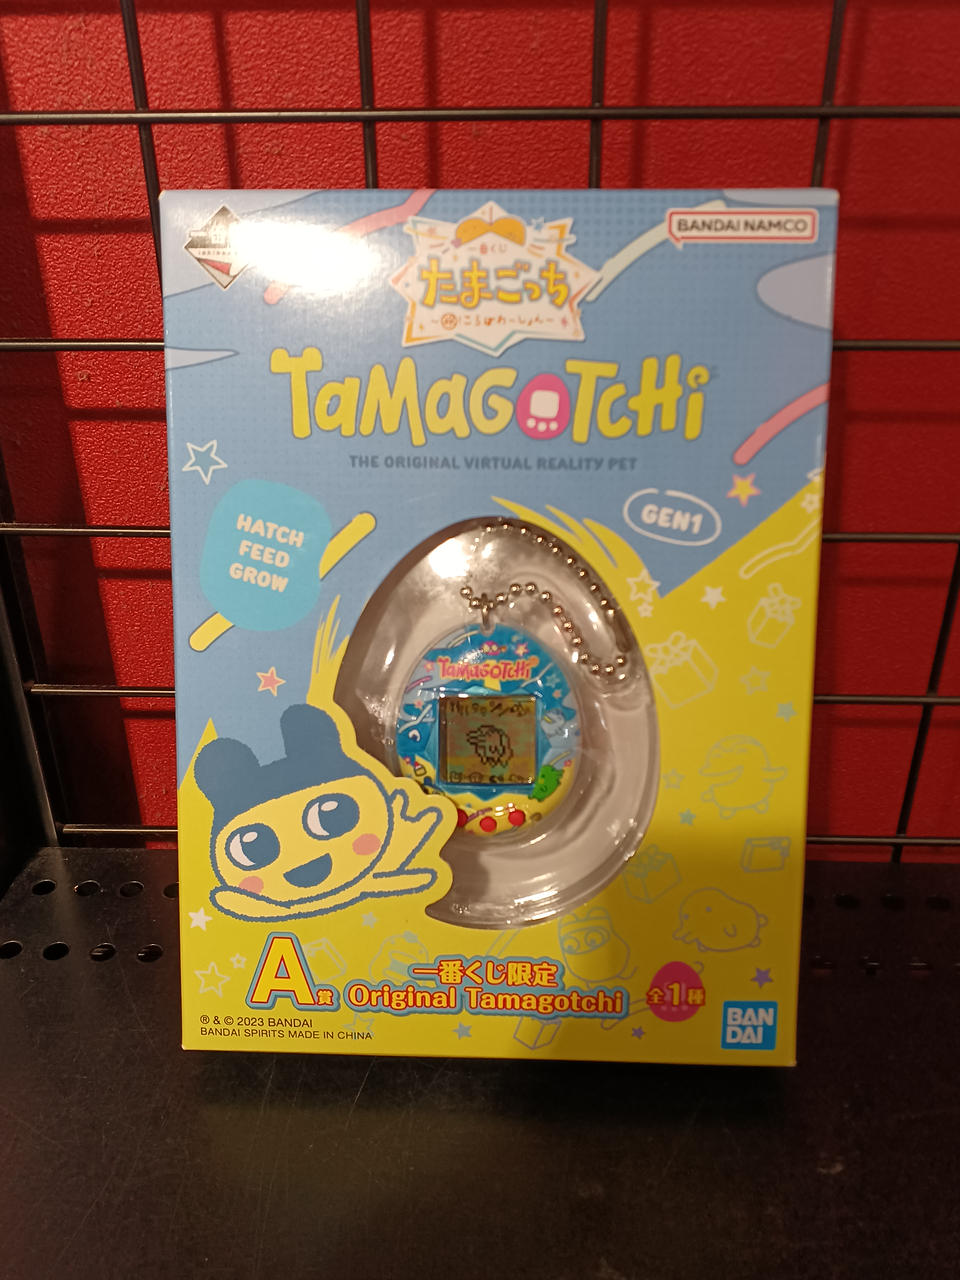 BANDAI NAMCO
一番くじ
たまごっち
TAMAGOTCHI
THE ORIGINAL VIRTUAL REALITY PET
HATCH
FEED
GROW
GEN1
TAMAGOTCHI
A賞
一番くじ限定
Original Tamagotchi
全1種
® & © 2023 BANDAI
BANDAI SPIRITS MADE IN CHINA
BAN
DAI